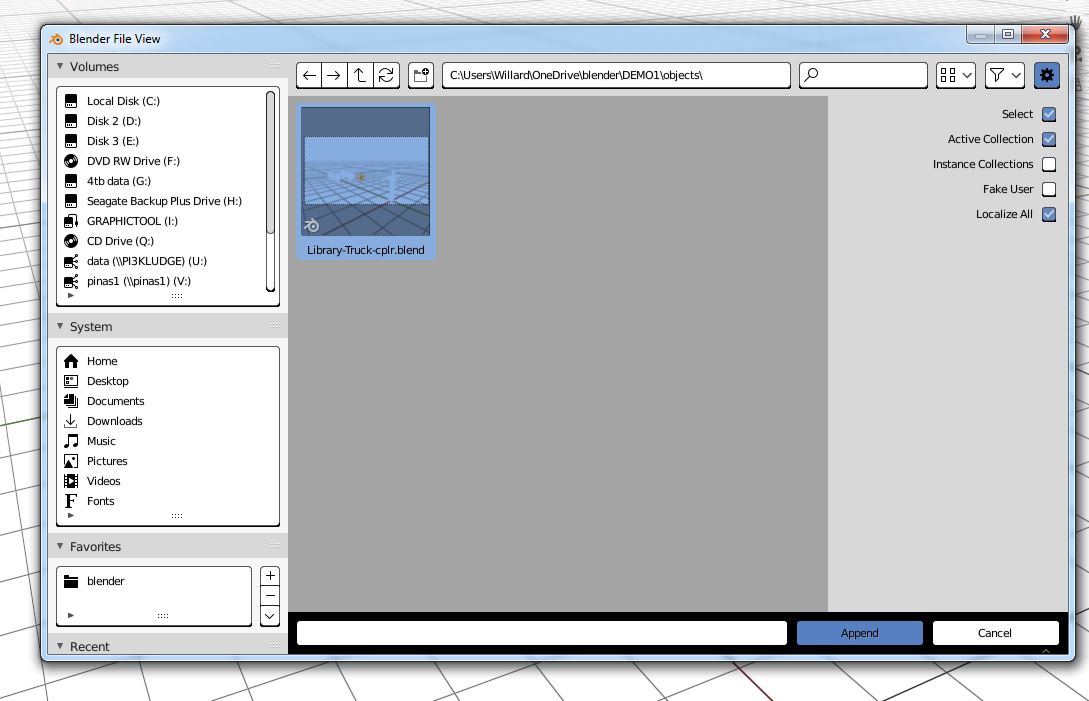 Blender File View
Volumes
Local Disk (C:)
Disk 2 (D:)
Disk 3 (E:)
DVD RW Drive (F:)
4tb data (G:)
Seagate Backup Plus Drive (H:)
GRAPHICTOOL (I:)
CD Drive (Q:)
data (\\PI3KLUDGE) (U:)
pinas1 (\\pinas1) (V:)
System
Home
Desktop
Documents
Downloads
Music
Pictures
Videos
Fonts
Favorites
blender
Recent
C:\Users\Willard\OneDrive\blender\DEMO1\objects\
Library-Truck-cplr.blend
Select
Active Collection
Instance Collections
Fake User
Localize All
Append
Cancel